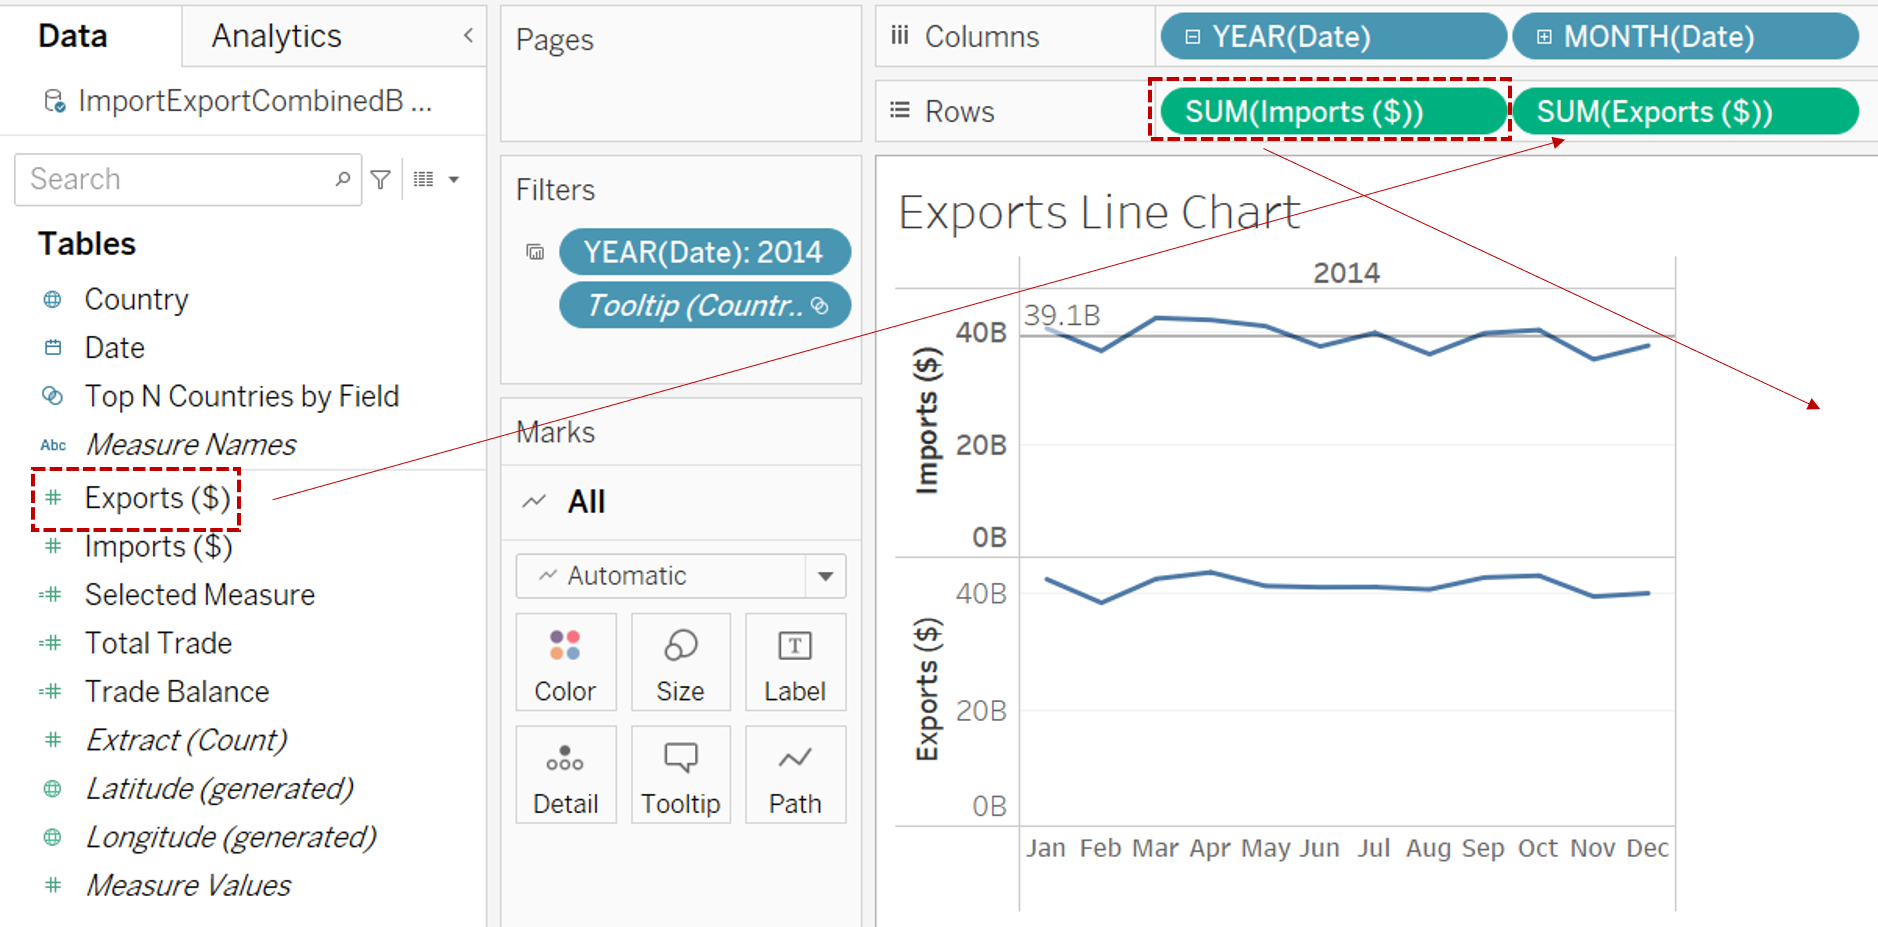 Data
Analytics
ImportExportCombinedB ...
Search
Tables
Country
Date
Top N Countries by Field
Abc Measure Names
Exports ($)
Imports ($)
Selected Measure
Total Trade
Trade Balance
Extract (Count)
Latitude (generated)
Longitude (generated)
Measure Values
Pages
Filters
YEAR(Date): 2014
Tooltip (Countr..
Marks
All
Automatic
Color Size Label
Detail Tooltip Path
Columns YEAR(Date) MONTH(Date)
Rows SUM(Imports ($)) SUM(Exports ($))
Exports Line Chart
2014
39.1B
Imports ($)
40B
20B
0B
Exports ($)
40B
20B
0B
Jan Feb Mar Apr May Jun Jul Aug Sep Oct Nov Dec